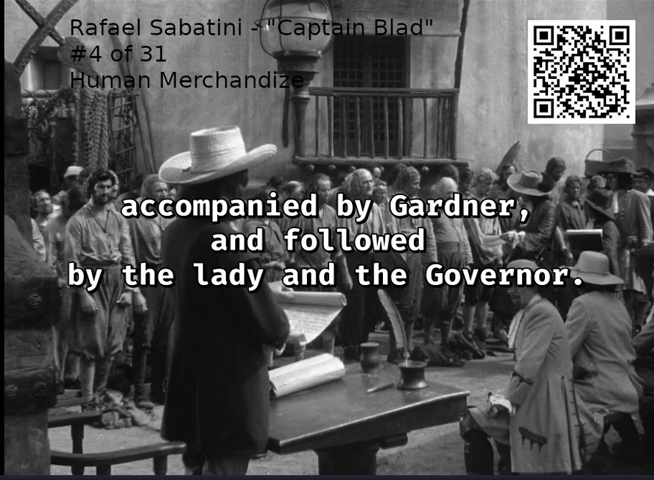 Rafael Sabatini - "Captain Blad"
#4 of 31
Human Merchandize
accompanied by Gardner,
and followed
by the lady and the Governor.